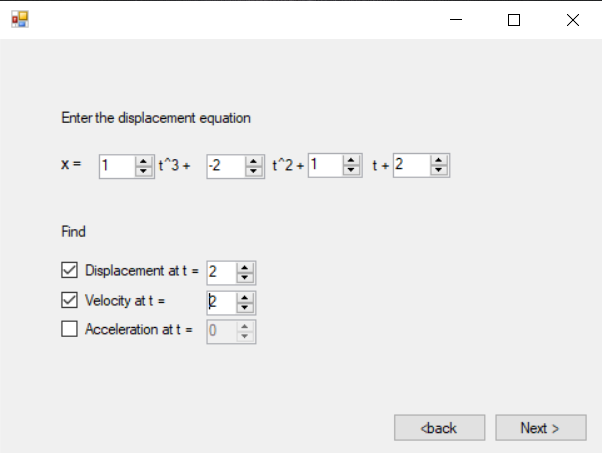 Enter the displacement equation
x = 1 t^3 + -2 t^2 + 1 t + 2
Find
Displacement at t = 2
Velocity at t = 2
Acceleration at t = 0
<back Next >